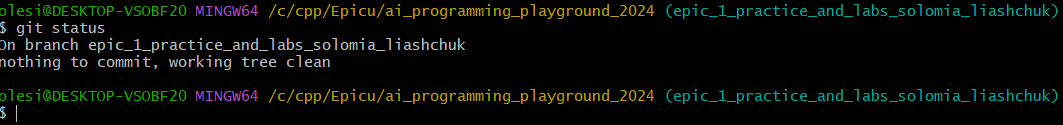 olesi@DESKTOP-VSOBF20 MINGW64 /c/cpp/Epicu/ai_programming_playground_2024 (epic_1_practice_and_labs_solomia_liashchuk)
$ git status
On branch epic_1_practice_and_labs_solomia_liashchuk
nothing to commit, working tree clean
olesi@DESKTOP-VSOBF20 MINGW64 /c/cpp/Epicu/ai_programming_playground_2024 (epic_1_practice_and_labs_solomia_liashchuk)
$